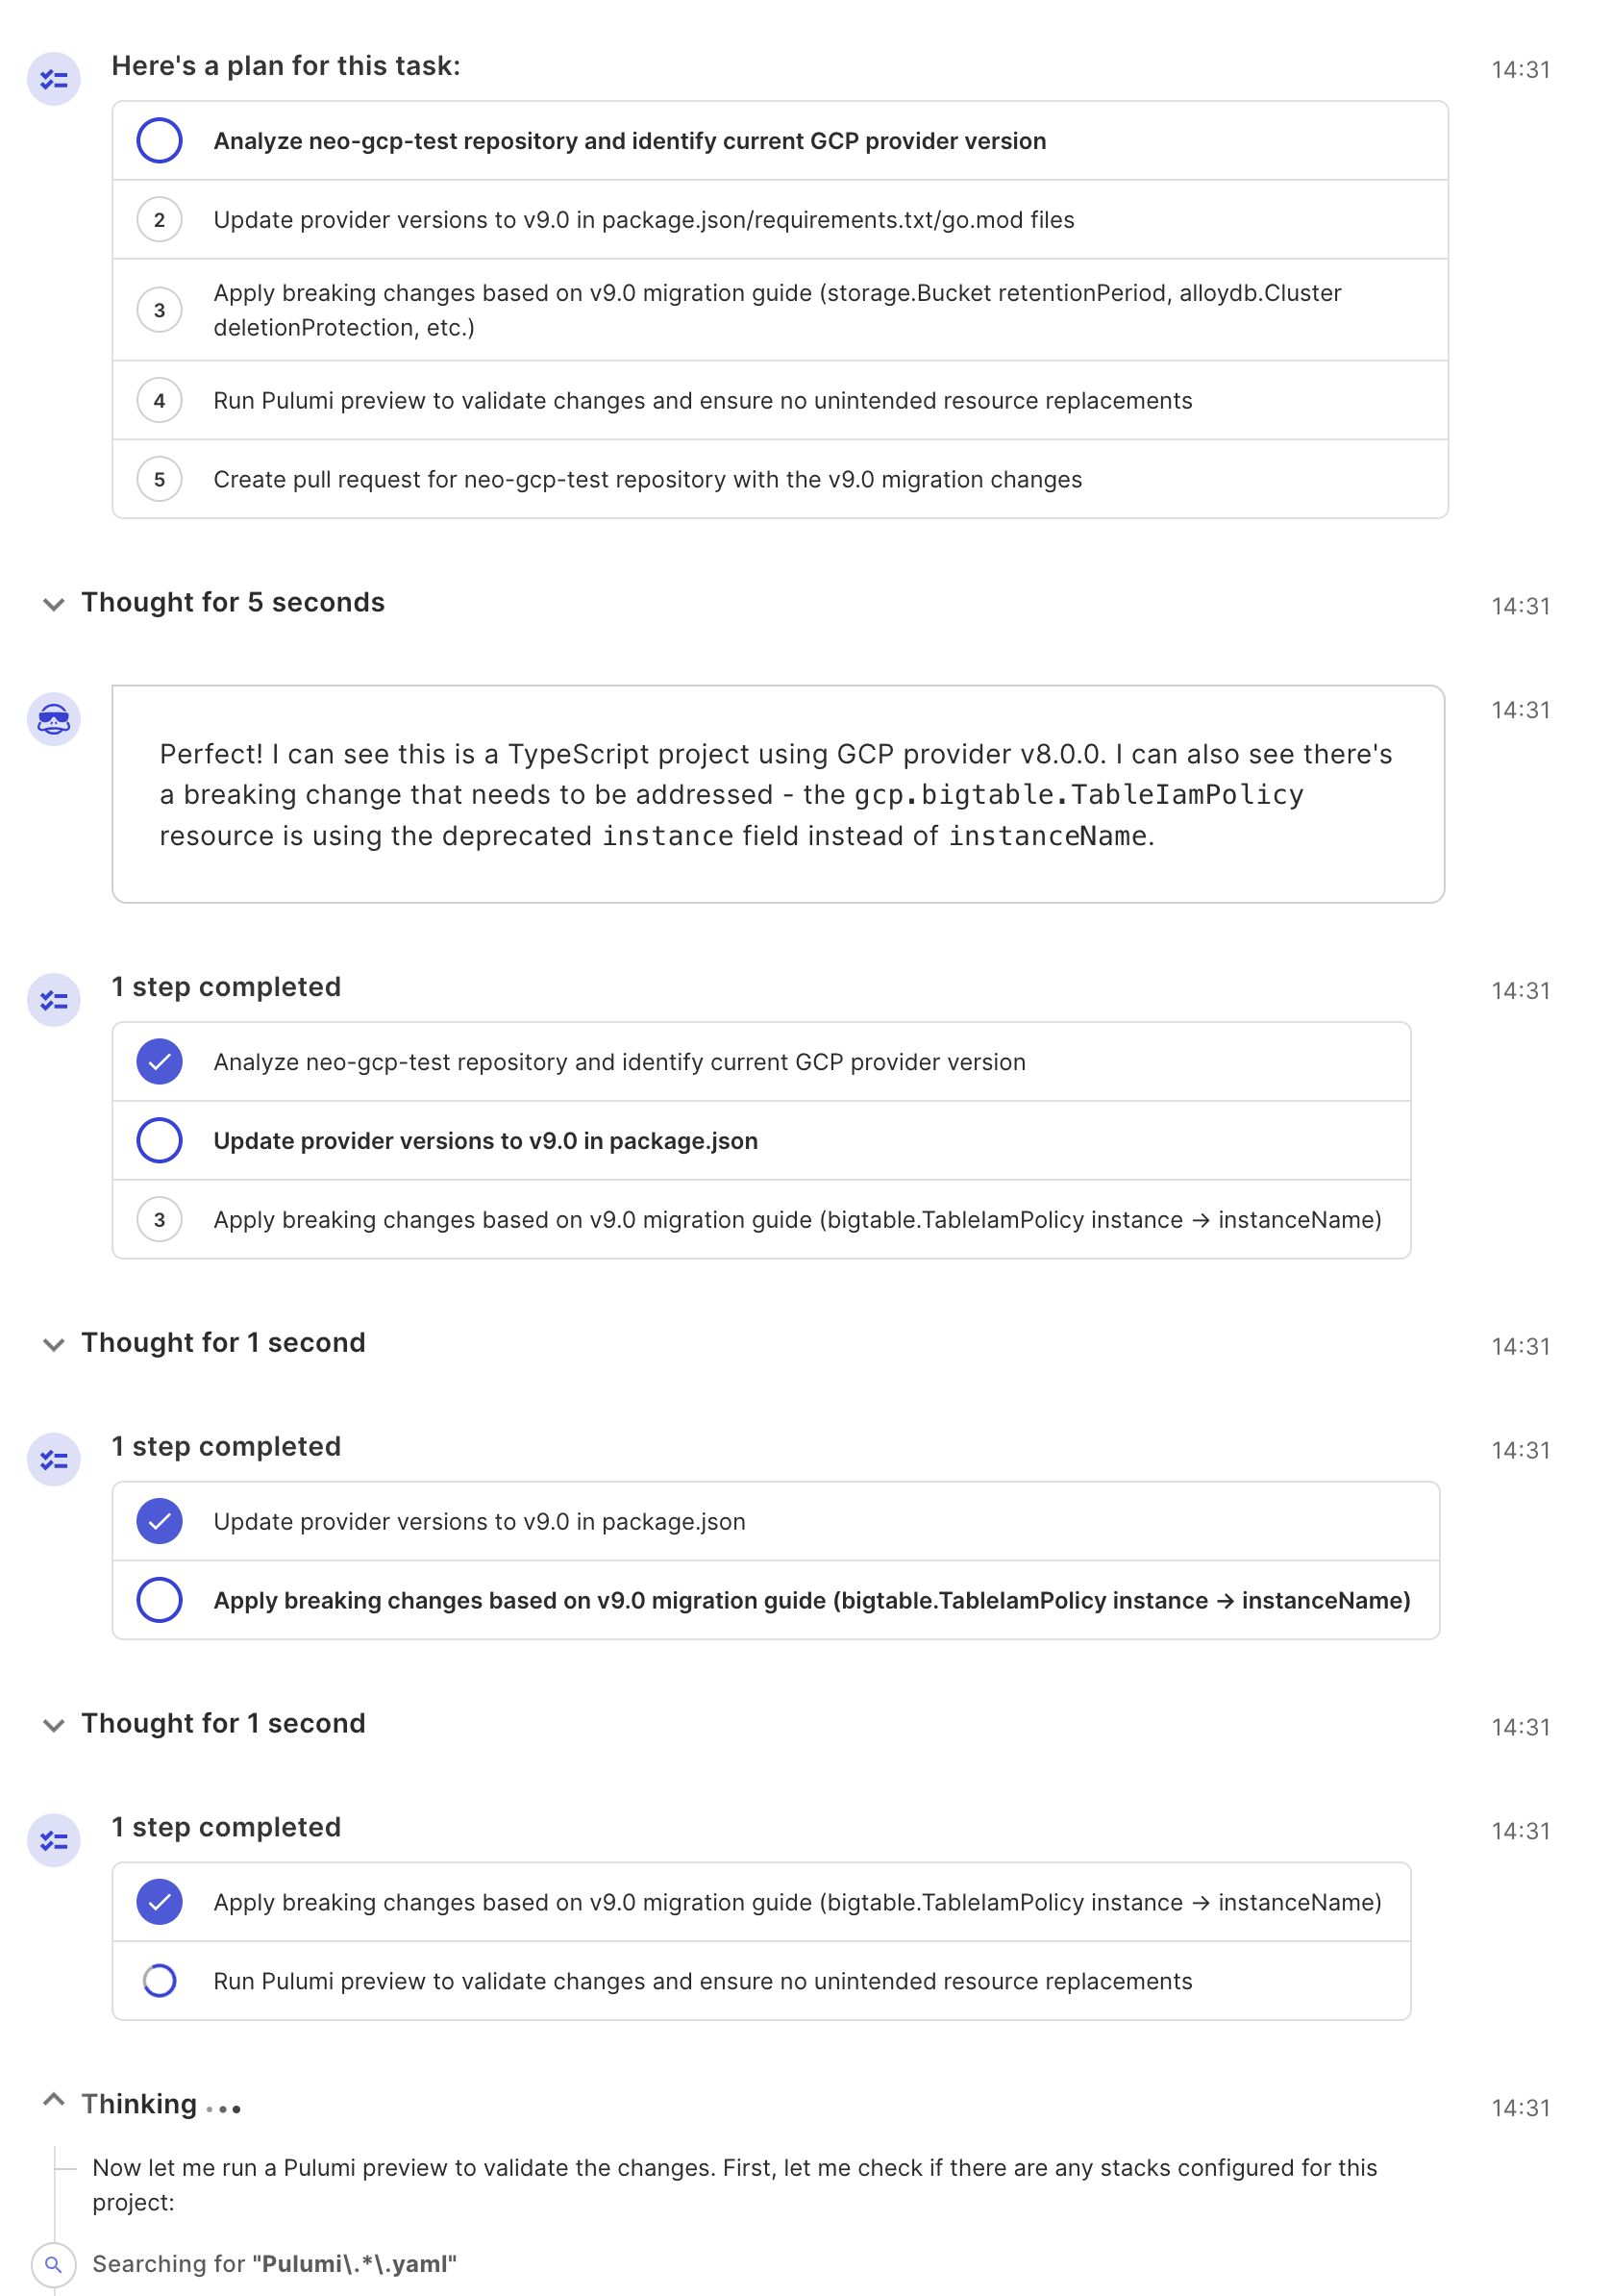 Here's a plan for this task:
14:31
Analyze neo-gcp-test repository and identify current GCP provider version
2
Update provider versions to v9.0 in package.json/requirements.txt/go.mod files
3
Apply breaking changes based on v9.0 migration guide (storage.Bucket retentionPeriod, alloydb.Cluster
deletionProtection, etc.)
4
Run Pulumi preview to validate changes and ensure no unintended resource replacements
5
Create pull request for neo-gcp-test repository with the v9.0 migration changes
Thought for 5 seconds
14:31
14:31
Perfect! I can see this is a TypeScript project using GCP provider v8.0.0. I can also see there's
a breaking change that needs to be addressed - the gcp.bigtable.TableIamPolicy
resource is using the deprecated instance field instead of instanceName.
1 step completed
14:31
Analyze neo-gcp-test repository and identify current GCP provider version
Update provider versions to v9.0 in package.json
3
Apply breaking changes based on v9.0 migration guide (bigtable.TableIamPolicy instance → instanceName)
Thought for 1 second
14:31
1 step completed
14:31
Update provider versions to v9.0 in package.json
Apply breaking changes based on v9.0 migration guide (bigtable.TableIamPolicy instance → instanceName)
Thought for 1 second
14:31
1 step completed
14:31
Apply breaking changes based on v9.0 migration guide (bigtable.TableIamPolicy instance → instanceName)
Run Pulumi preview to validate changes and ensure no unintended resource replacements
Thinking ...
14:31
Now let me run a Pulumi preview to validate the changes. First, let me check if there are any stacks configured for this
project:
Searching for "Pulumi\.*\.yaml"